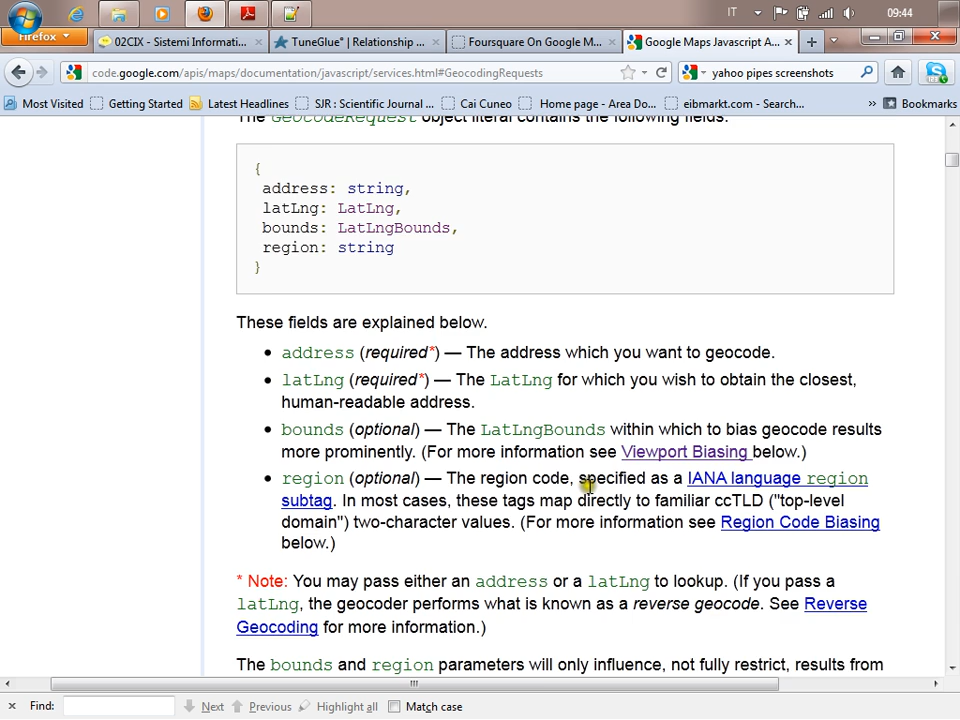 IT 09:44
Firefox
02CIX - Sistemi Informati...
TuneGlue° | Relationship ...
Foursquare On Google M...
Google Maps Javascript A...
code.google.com/apis/maps/documentation/javascript/services.html#GeocodingRequests
yahoo pipes screenshots
Most Visited Getting Started Latest Headlines SJR : Scientific Journal ... Cai Cuneo Home page - Area Do... eibmarkt.com - Search... » Bookmarks
The GeocodeRequest object literal contains the following fields:
{
address: string,
latLng: LatLng,
bounds: LatLngBounds,
region: string
}
These fields are explained below.
• address (required*) — The address which you want to geocode.
• latLng (required*) — The LatLng for which you wish to obtain the closest,
human-readable address.
• bounds (optional) — The LatLngBounds within which to bias geocode results
more prominently. (For more information see Viewport Biasing below.)
• region (optional) — The region code, specified as a IANA language region
subtag. In most cases, these tags map directly to familiar ccTLD ("top-level
domain") two-character values. (For more information see Region Code Biasing
below.)
* Note: You may pass either an address or a latLng to lookup. (If you pass a
latLng, the geocoder performs what is known as a reverse geocode. See Reverse
Geocoding for more information.)
The bounds and region parameters will only influence, not fully restrict, results from
Find: Next Previous Highlight all Match case